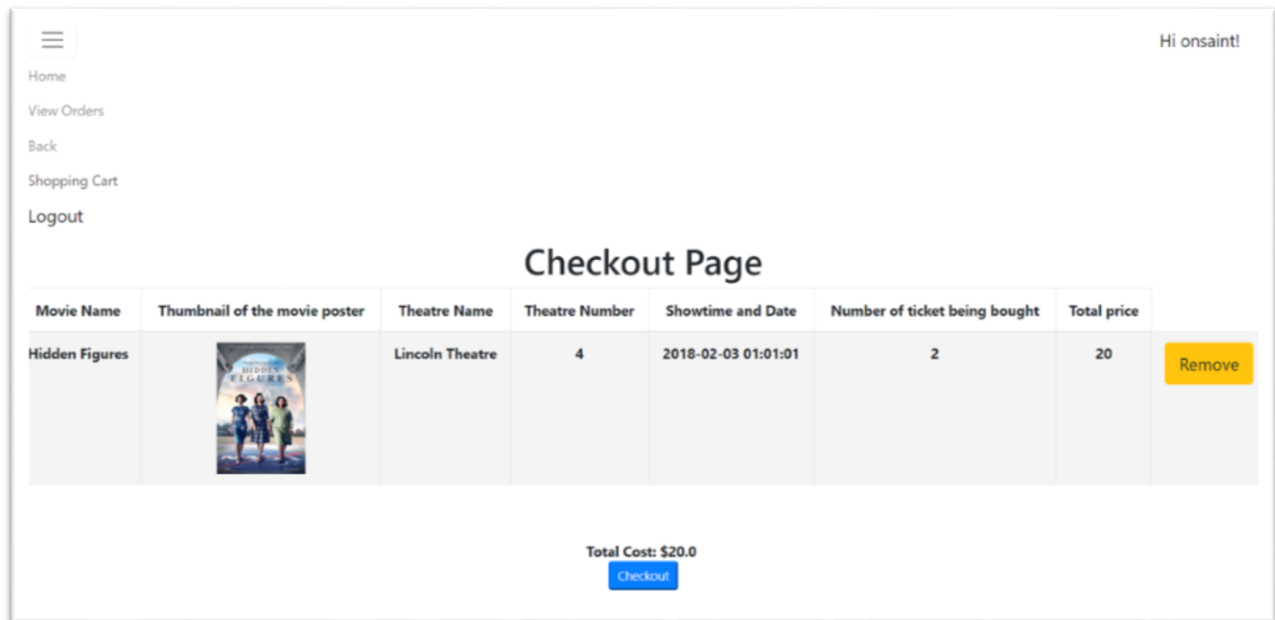 Hi onsaint!
Home
View Orders
Back
Shopping Cart
Logout
Checkout Page
Movie Name Thumbnail of the movie poster Theatre Name Theatre Number Showtime and Date Number of ticket being bought Total price
Hidden Figures Lincoln Theatre 4 2018-02-03 01:01:01 2 20 Remove
HIDDEN
FIGURES
Total Cost: $20.0
Checkout